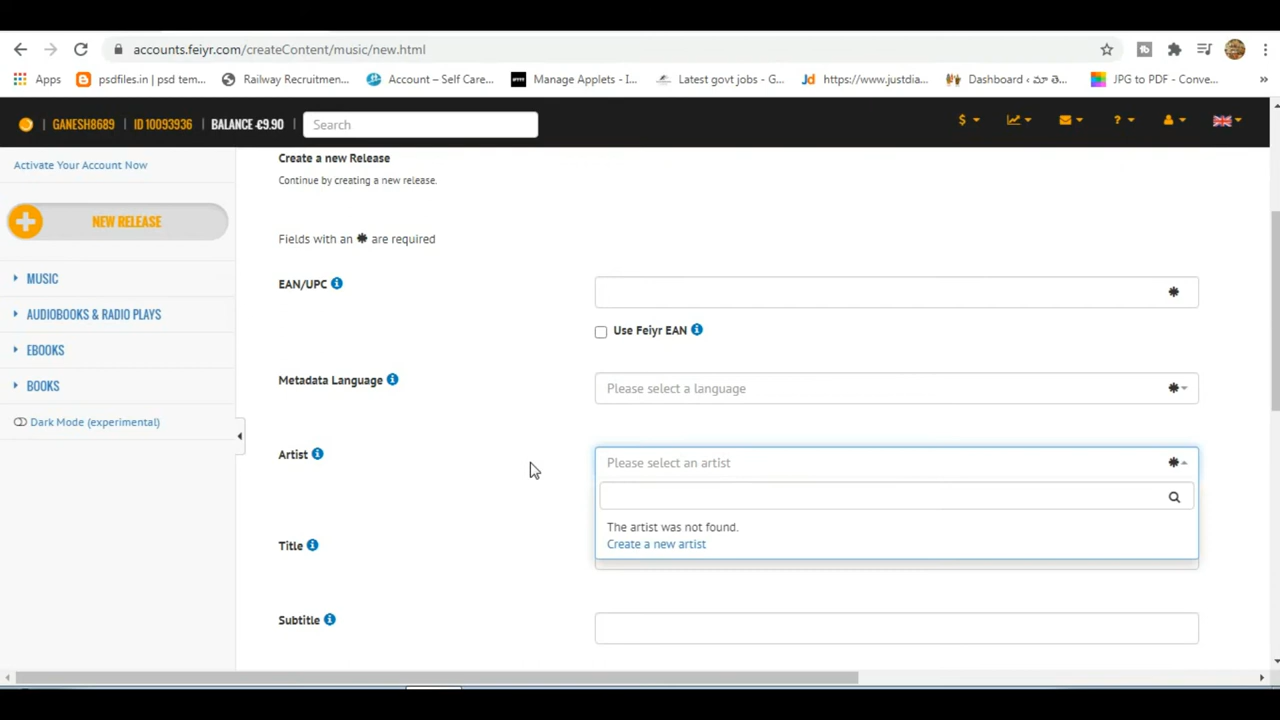 accounts.feiyr.com/createContent/music/new.html
Apps psdfiles.in | psd tem... Railway Recruitmen... Account – Self Care... Manage Applets - I... Latest govt jobs - G... https://www.justdia... Dashboard ‹ మా తె... JPG to PDF - Conve... »
GANESH8689 | ID 10093936 | BALANCE -€9.90 Search
Activate Your Account Now
NEW RELEASE
MUSIC
AUDIOBOOKS & RADIO PLAYS
EBOOKS
BOOKS
Dark Mode (experimental)
Create a new Release
Continue by creating a new release.
Fields with an ✱ are required
EAN/UPC
Use Feiyr EAN
Metadata Language Please select a language
Artist Please select an artist
The artist was not found.
Create a new artist
Title
Subtitle